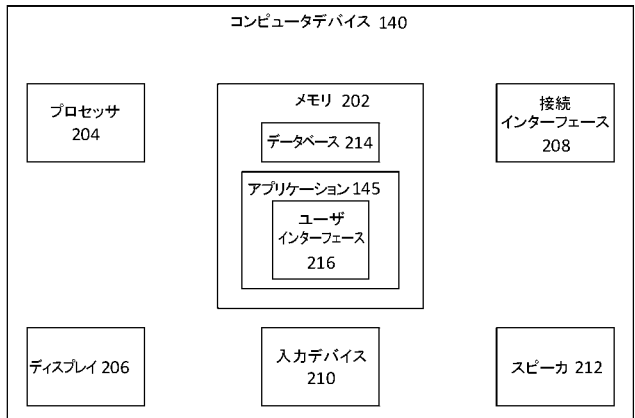 コンピュータデバイス 140
プロセッサ
204
メモリ 202
データベース 214
アプリケーション 145
ユーザ
インターフェース
216
接続
インターフェース
208
ディスプレイ 206
入力デバイス
210
スピーカ 212